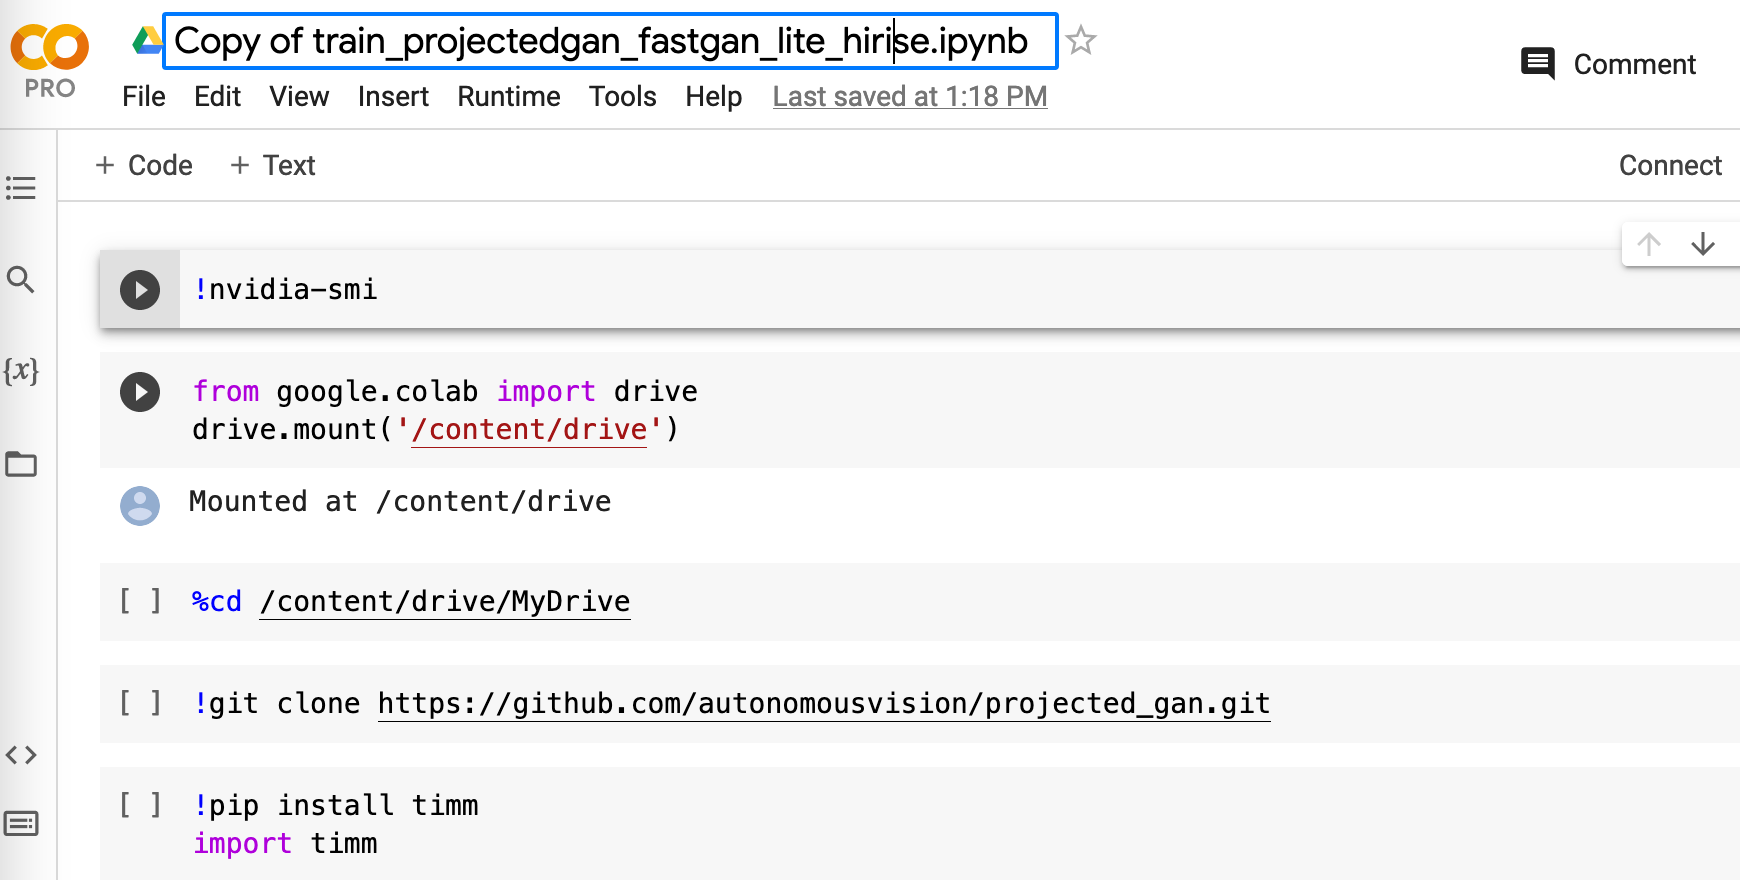 Copy of train_projectedgan_fastgan_lite_hirise.ipynb
PRO
File Edit View Insert Runtime Tools Help Last saved at 1:18 PM
Comment
+ Code + Text
Connect
!nvidia-smi
{x}
from google.colab import drive
drive.mount('/content/drive')
Mounted at /content/drive
[ ] %cd /content/drive/MyDrive
[ ] !git clone https://github.com/autonomousvision/projected_gan.git
[ ] !pip install timm
import timm